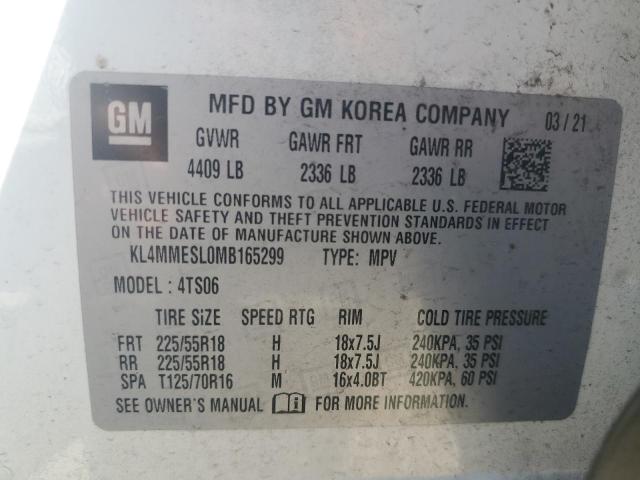 GM
MFD BY GM KOREA COMPANY 03 / 21
GVWR GAWR FRT GAWR RR
4409 LB 2336 LB 2336 LB
THIS VEHICLE CONFORMS TO ALL APPLICABLE U.S. FEDERAL MOTOR
VEHICLE SAFETY AND THEFT PREVENTION STANDARDS IN EFFECT
ON THE DATE OF MANUFACTURE SHOWN ABOVE.
KL4MMESL0MB165299 TYPE: MPV
MODEL : 4TS06
TIRE SIZE SPEED RTG RIM COLD TIRE PRESSURE
FRT 225/55R18 H 18x7.5J 240KPA, 35 PSI
RR 225/55R18 H 18x7.5J 240KPA, 35 PSI
SPA T125/70R16 M 16x4.0BT 420KPA, 60 PSI
SEE OWNER'S MANUAL FOR MORE INFORMATION.